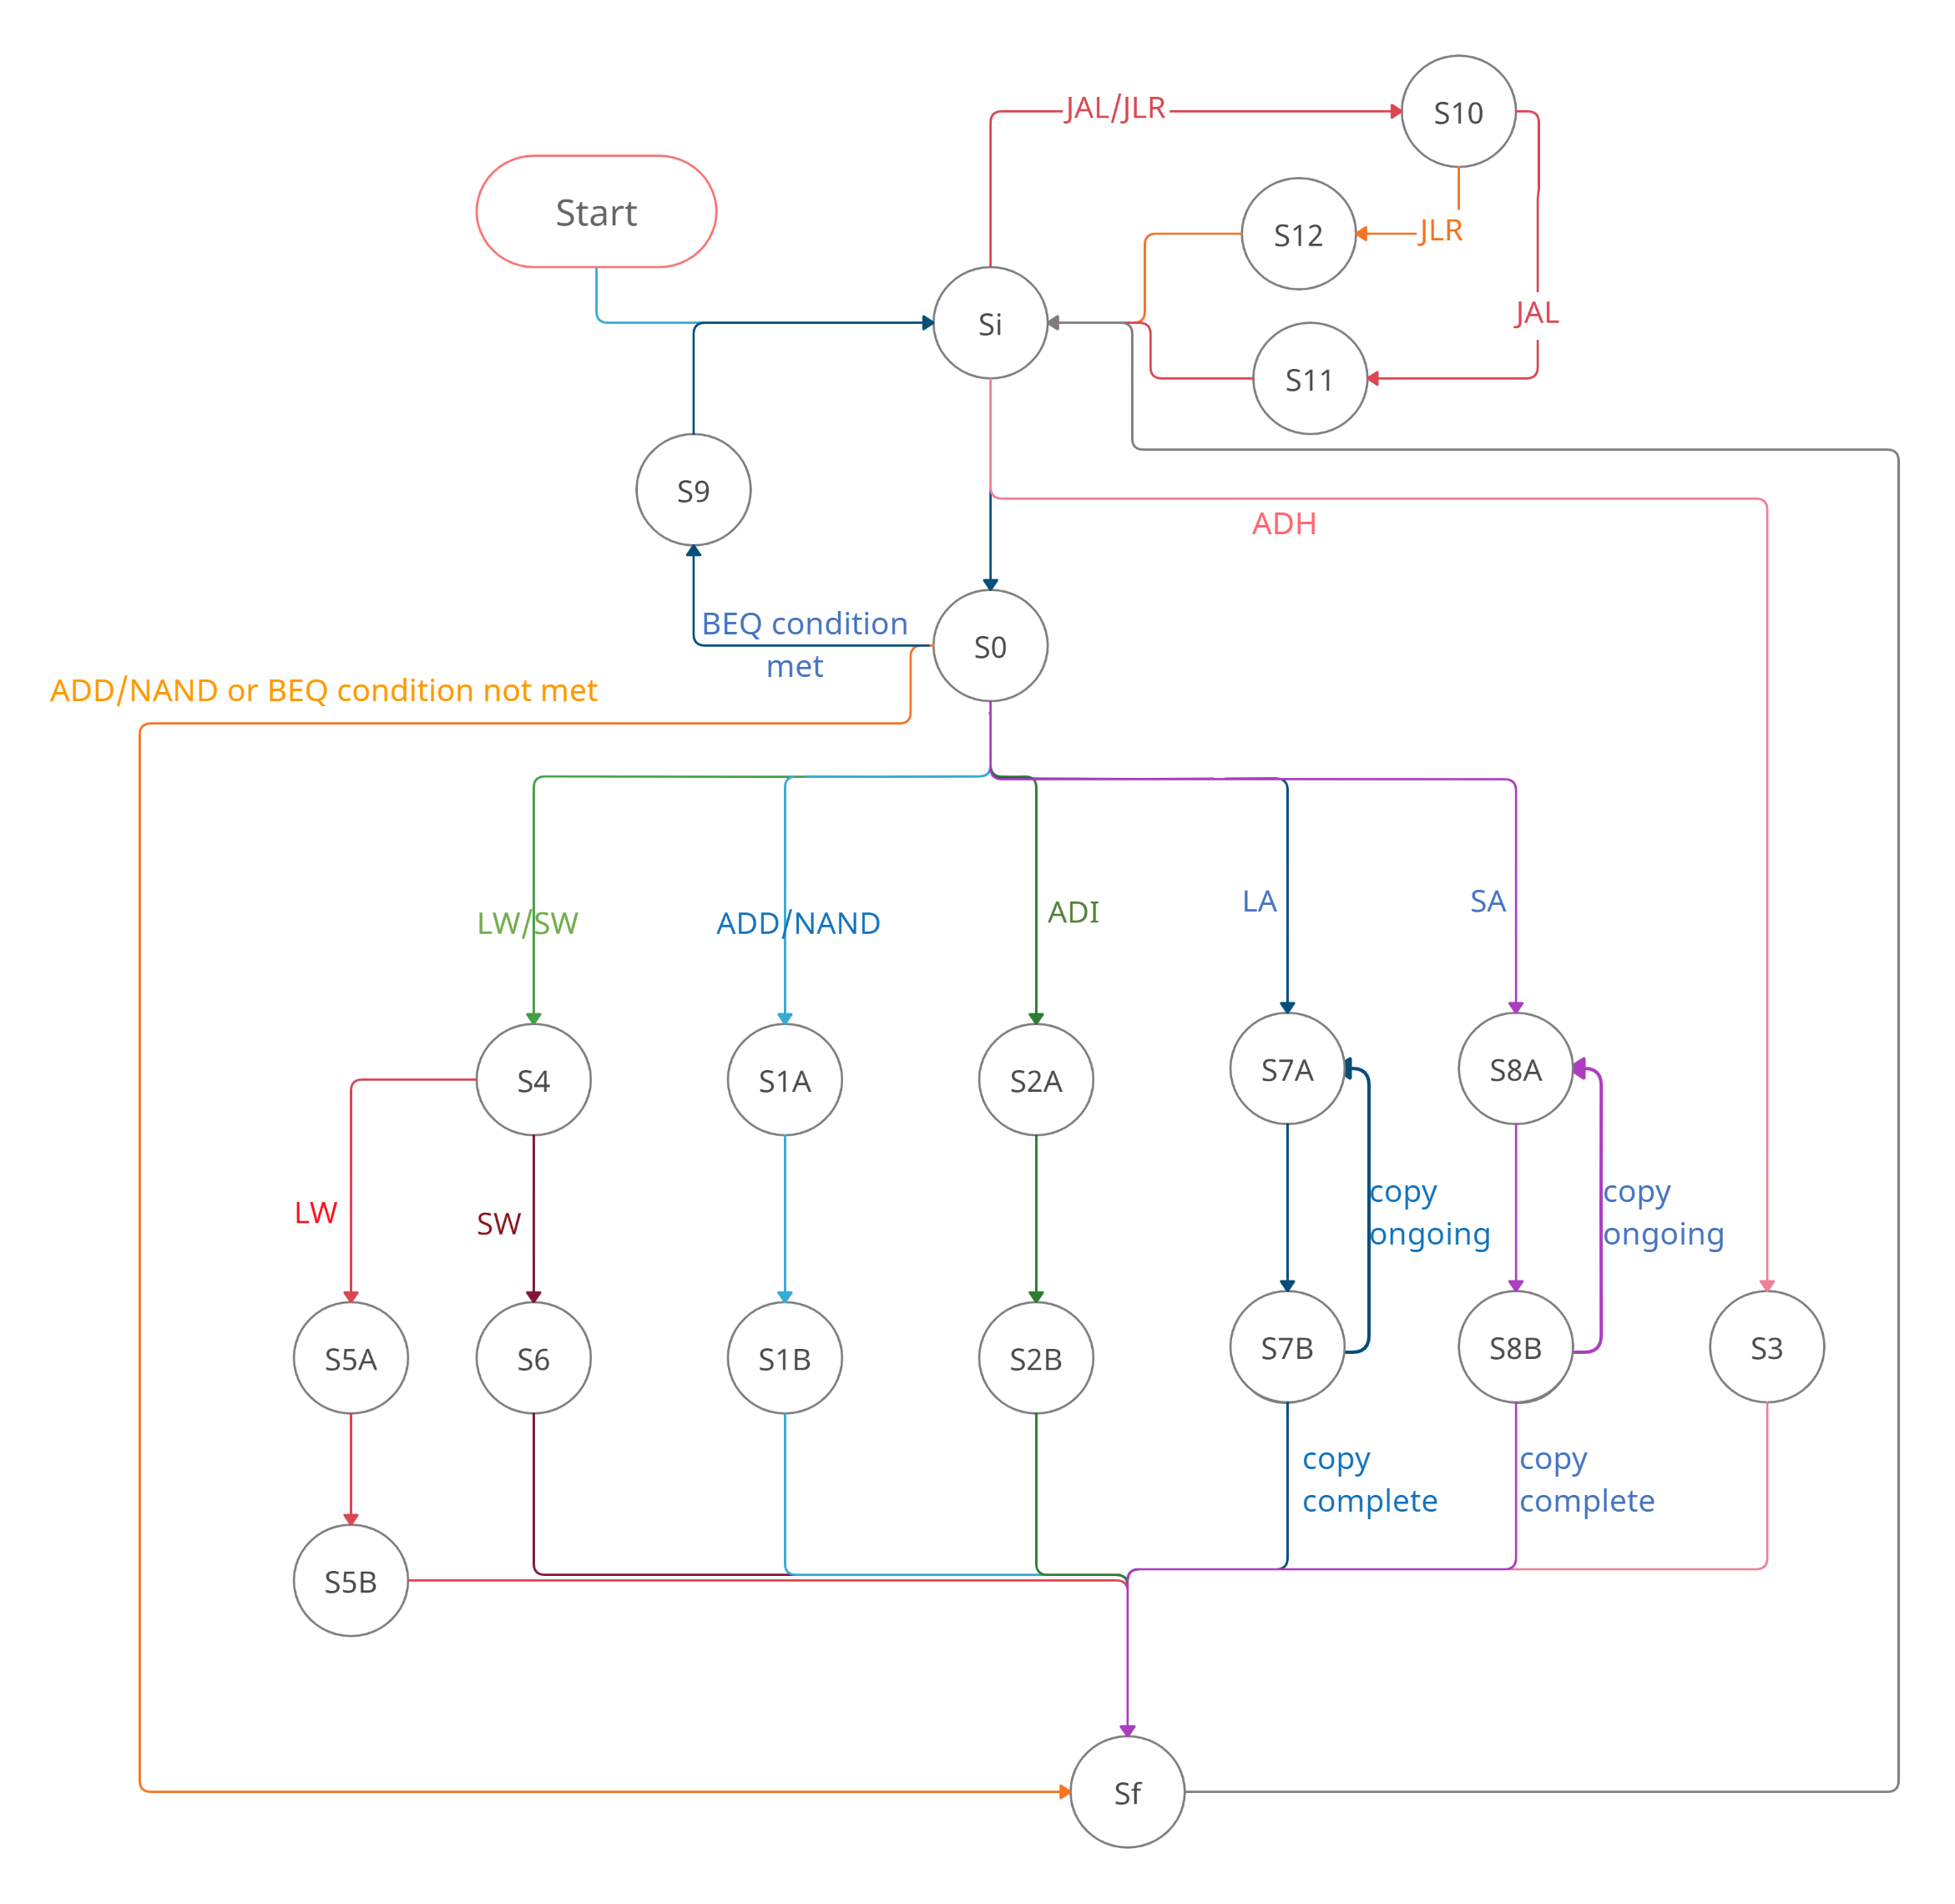 JAL/JLR
S10
Start
S12
JLR
Si
JAL
S11
S9
ADH
BEQ condition
met
S0
ADD/NAND or BEQ condition not met
LW/SW
ADD/NAND
ADI
LA
SA
S4
S1A
S2A
S7A
S8A
LW
SW
copy
ongoing
copy
ongoing
S5A
S6
S1B
S2B
S7B
S8B
S3
copy
complete
copy
complete
S5B
Sf